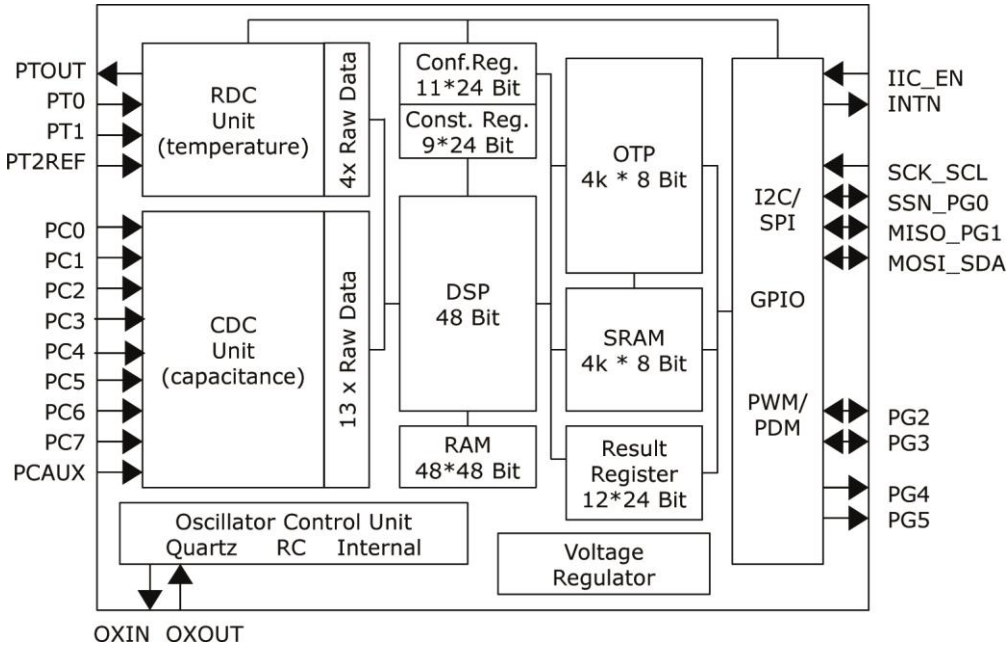 PTOUT
PT0
PT1
PT2REF
RDC
Unit
(temperature)
4x Raw Data
PC0
PC1
PC2
PC3
PC4
PC5
PC6
PC7
PCAUX
CDC
Unit
(capacitance)
13 x Raw Data
Conf.Reg.
11*24 Bit
Const. Reg.
9*24 Bit
DSP
48 Bit
RAM
48*48 Bit
OTP
4k * 8 Bit
SRAM
4k * 8 Bit
Result
Register
12*24 Bit
I2C/
SPI
GPIO
PWM/
PDM
IIC_EN
INTN
SCK_SCL
SSN_PG0
MISO_PG1
MOSI_SDA
PG2
PG3
PG4
PG5
Oscillator Control Unit
Quartz RC Internal
Voltage
Regulator
OXIN OXOUT